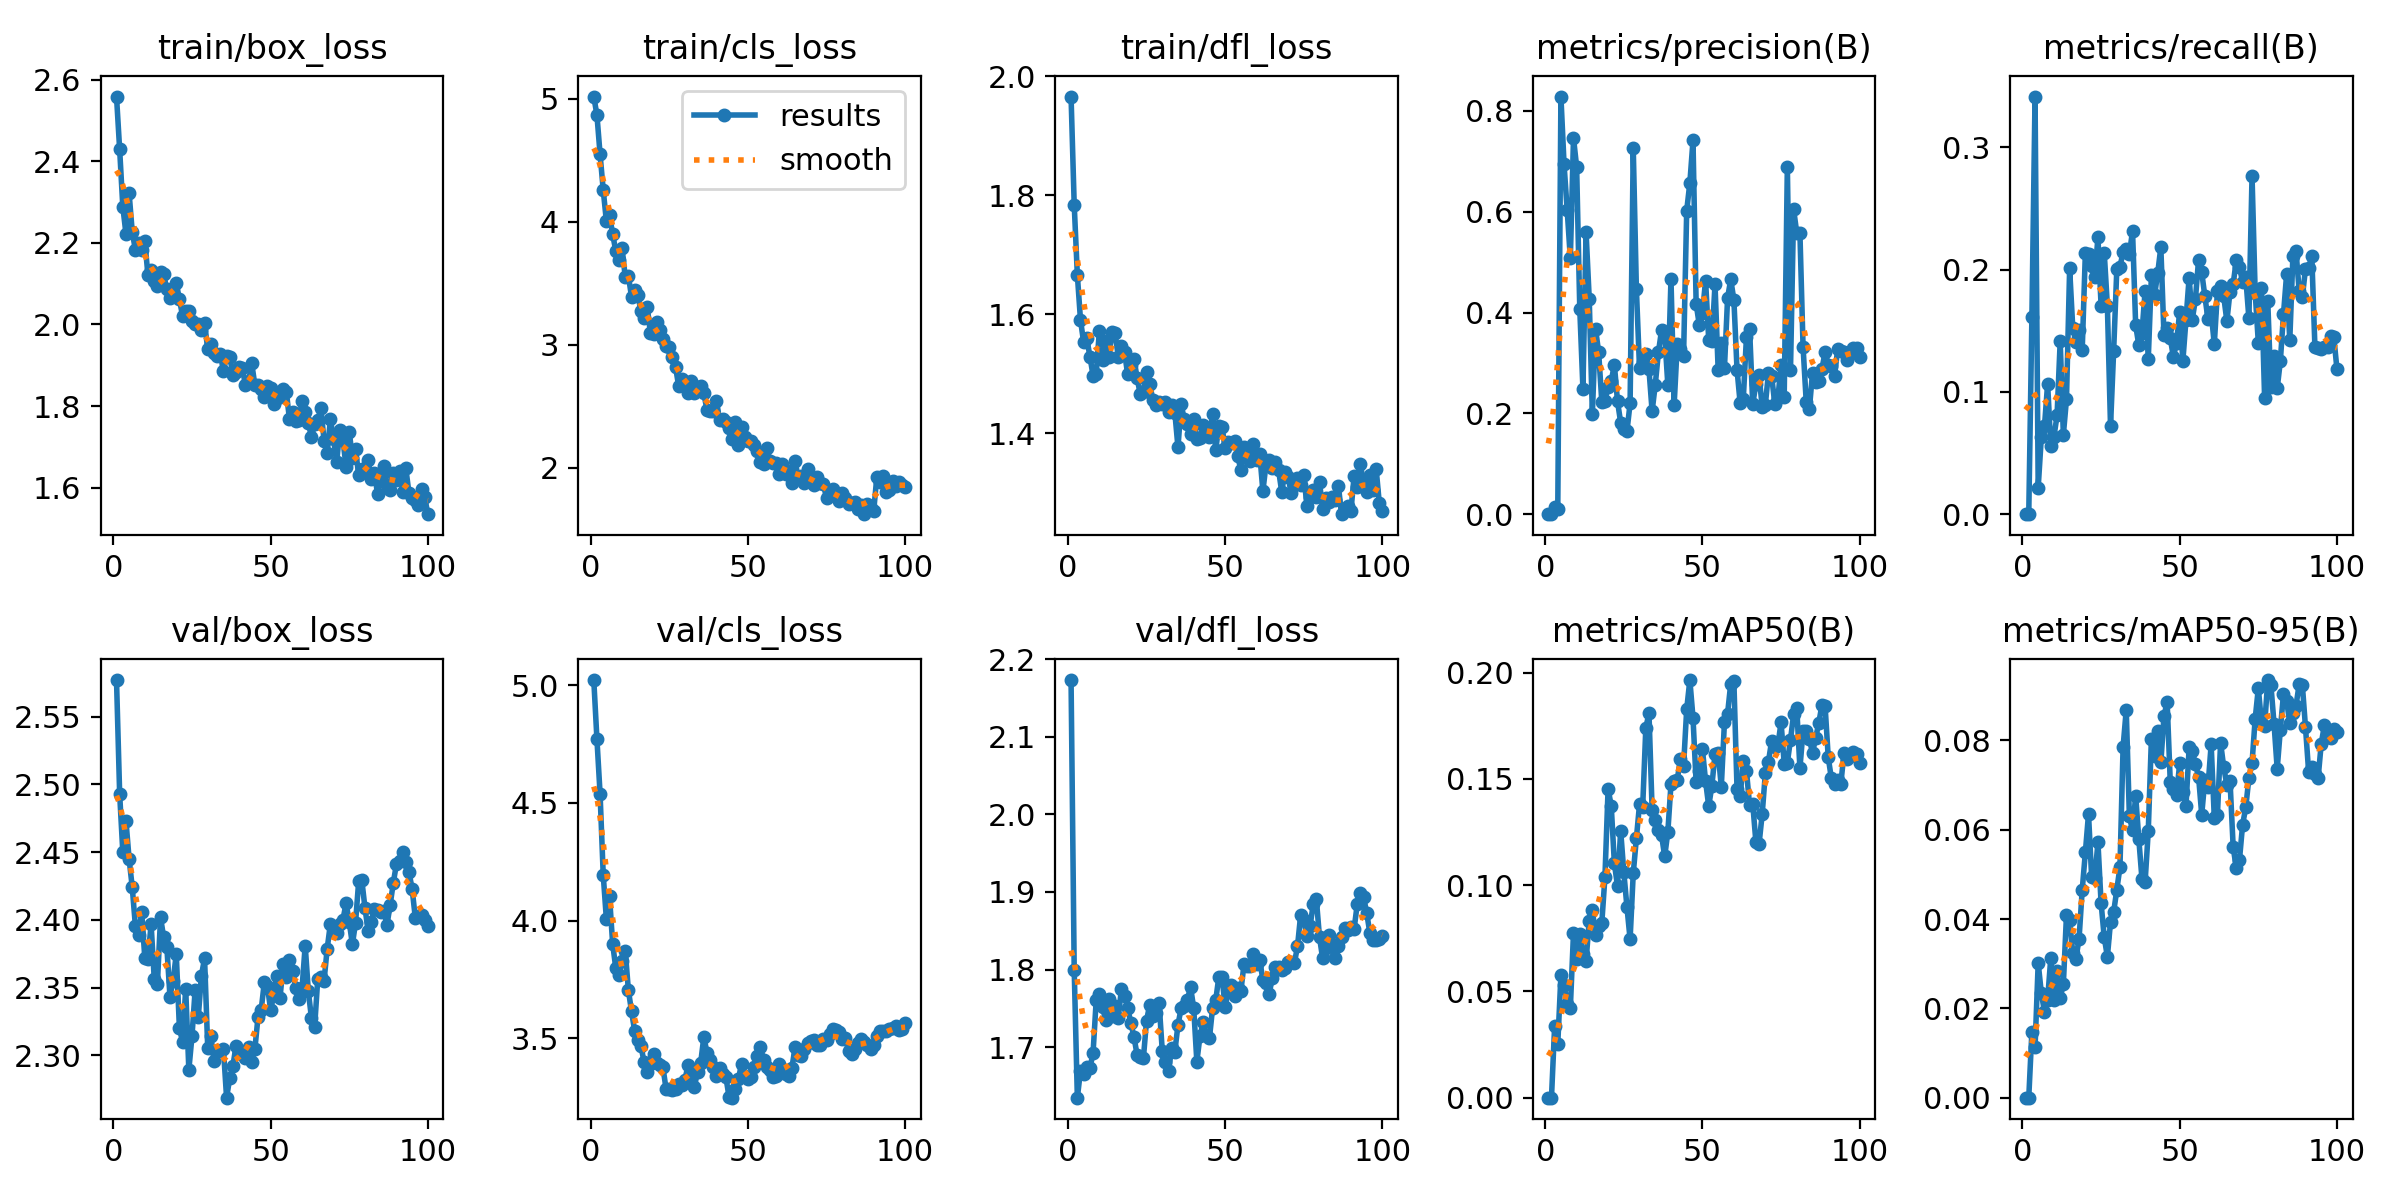 train/box_loss
2.6
2.4
2.2
2.0
1.8
1.6
0 50 100
train/cls_loss
results
smooth
5
4
3
2
0 50 100
train/dfl_loss
2.0
1.8
1.6
1.4
0 50 100
metrics/precision(B)
0.8
0.6
0.4
0.2
0.0
0 50 100
metrics/recall(B)
0.3
0.2
0.1
0.0
0 50 100
val/box_loss
2.55
2.50
2.45
2.40
2.35
2.30
0 50 100
val/cls_loss
5.0
4.5
4.0
3.5
0 50 100
val/dfl_loss
2.2
2.1
2.0
1.9
1.8
1.7
0 50 100
metrics/mAP50(B)
0.20
0.15
0.10
0.05
0.00
0 50 100
metrics/mAP50-95(B)
0.08
0.06
0.04
0.02
0.00
0 50 100